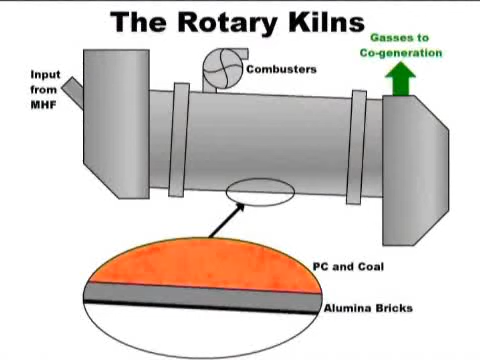 The Rotary Kilns
Gasses to
Co-generation
Combusters
Input
from
MHF
PC and Coal
Alumina Bricks